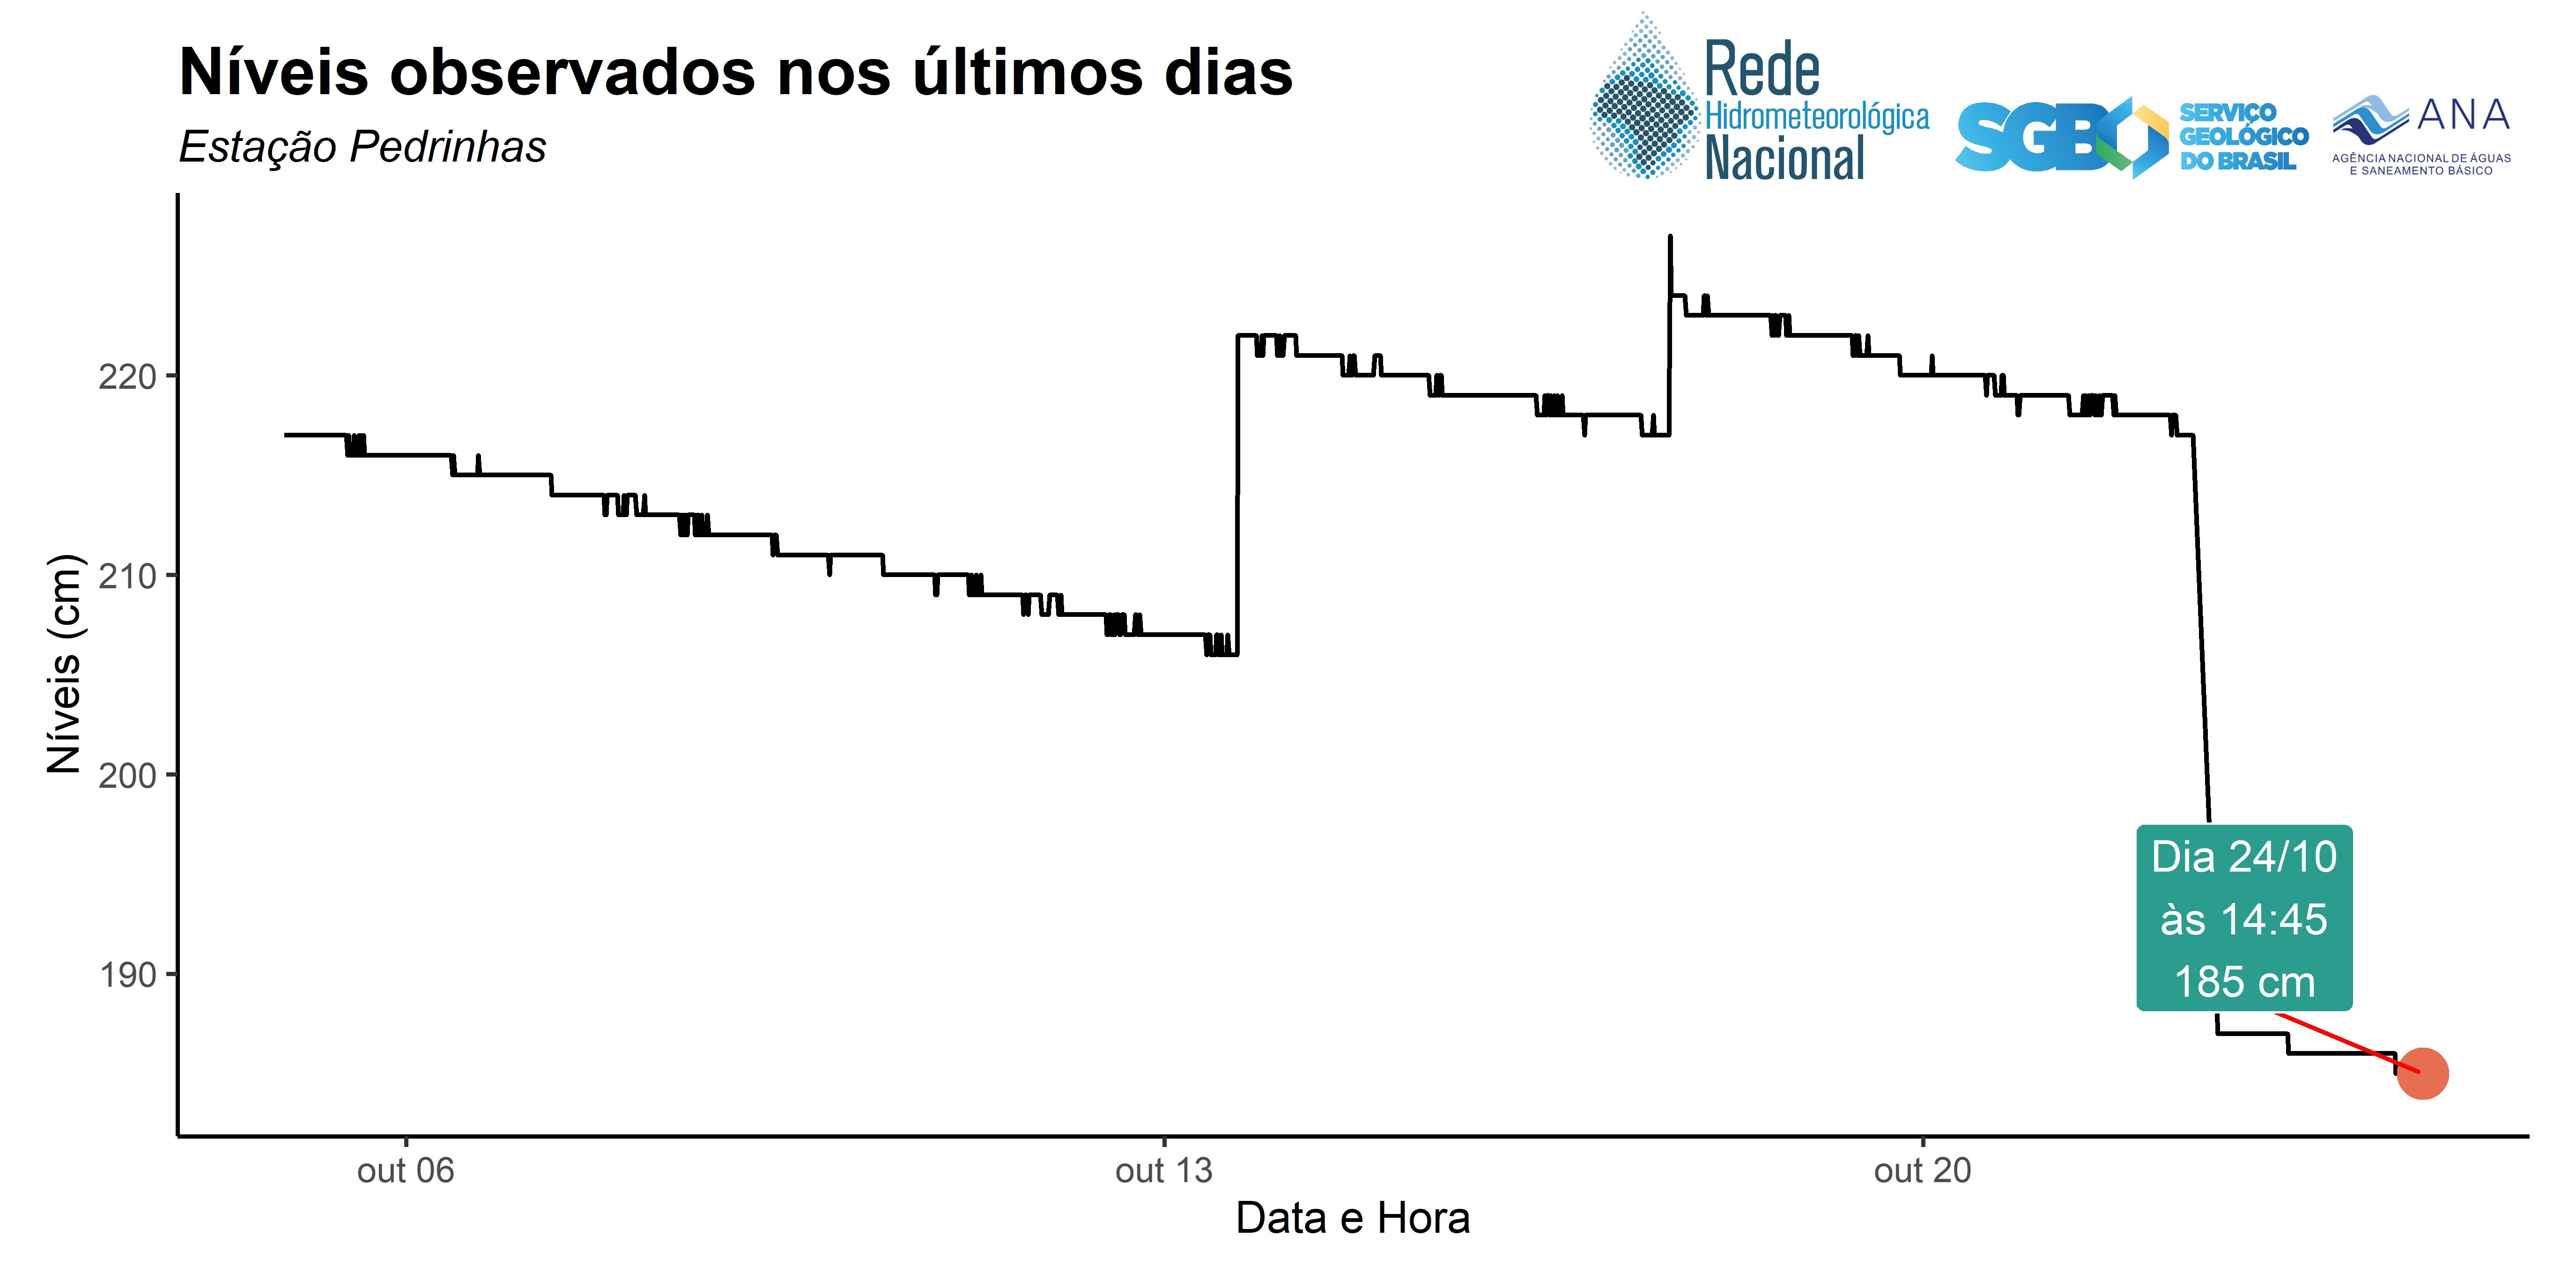 Níveis observados nos últimos dias
Estação Pedrinhas
Rede
Hidrometeorológica
Nacional
SGB
SERVIÇO
GEOLÓGICO
DO BRASIL
ANA
AGÊNCIA NACIONAL DE ÁGUAS
E SANEAMENTO BÁSICO
Níveis (cm)
220
210
200
190
Dia 24/10
às 14:45
185 cm
out 06
out 13
out 20
Data e Hora